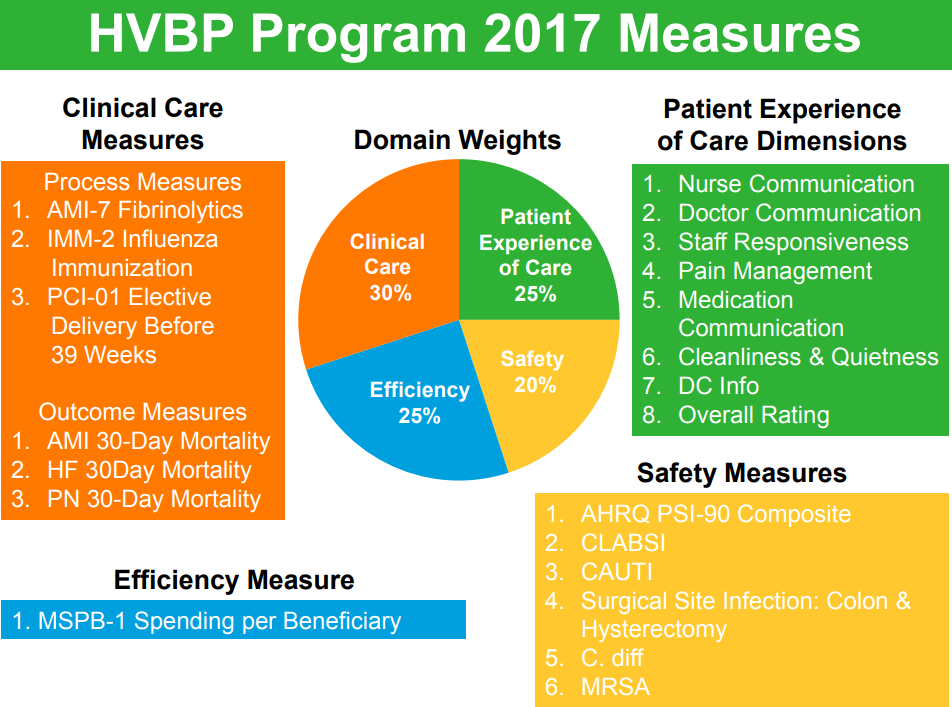 HVBP Program 2017 Measures
Clinical Care
Measures
Process Measures
1. AMI-7 Fibrinolytics
2. IMM-2 Influenza
Immunization
3. PCI-01 Elective
Delivery Before
39 Weeks
Outcome Measures
1. AMI 30-Day Mortality
2. HF 30Day Mortality
3. PN 30-Day Mortality
Domain Weights
Clinical
Care
30%
Patient
Experience
of Care
25%
Safety
20%
Efficiency
25%
Patient Experience
of Care Dimensions
1. Nurse Communication
2. Doctor Communication
3. Staff Responsiveness
4. Pain Management
5. Medication
Communication
6. Cleanliness & Quietness
7. DC Info
8. Overall Rating
Efficiency Measure
1. MSPB-1 Spending per Beneficiary
Safety Measures
1. AHRQ PSI-90 Composite
2. CLABSI
3. CAUTI
4. Surgical Site Infection: Colon &
Hysterectomy
5. C. diff
6. MRSA